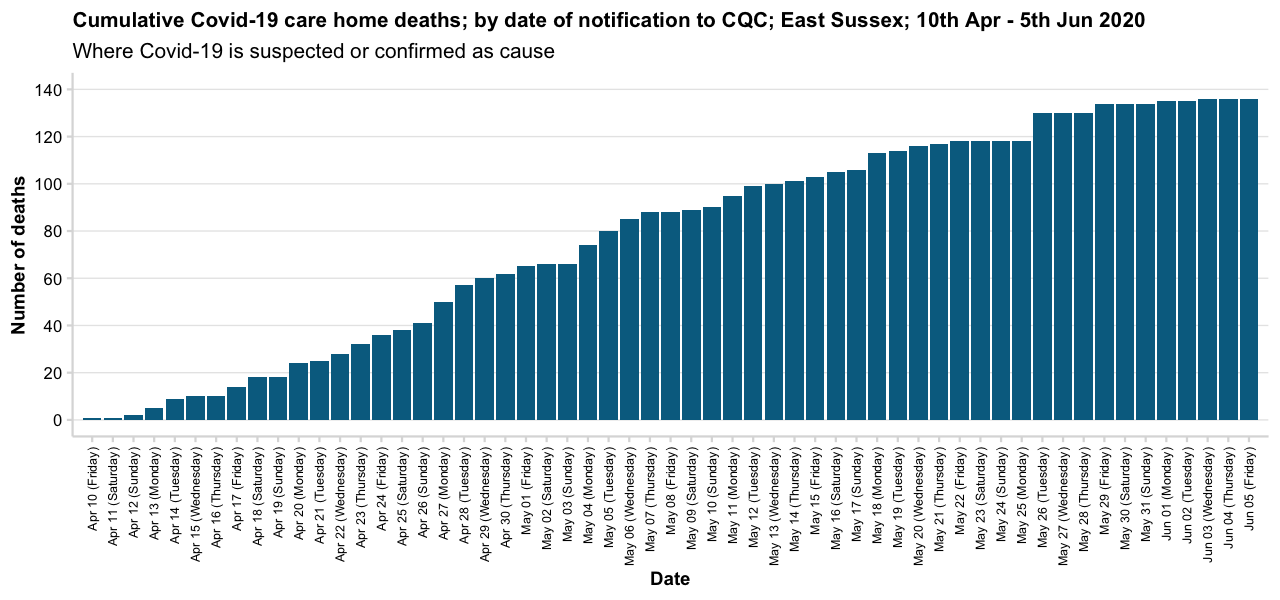 Cumulative Covid-19 care home deaths; by date of notification to CQC; East Sussex; 10th Apr - 5th Jun 2020
Where Covid-19 is suspected or confirmed as cause
Number of deaths
140
120
100
80
60
40
20
0
Apr 10 (Friday)
Apr 11 (Saturday)
Apr 12 (Sunday)
Apr 13 (Monday)
Apr 14 (Tuesday)
Apr 15 (Wednesday)
Apr 16 (Thursday)
Apr 17 (Friday)
Apr 18 (Saturday)
Apr 19 (Sunday)
Apr 20 (Monday)
Apr 21 (Tuesday)
Apr 22 (Wednesday)
Apr 23 (Thursday)
Apr 24 (Friday)
Apr 25 (Saturday)
Apr 26 (Sunday)
Apr 27 (Monday)
Apr 28 (Tuesday)
Apr 29 (Wednesday)
Apr 30 (Thursday)
May 01 (Friday)
May 02 (Saturday)
May 03 (Sunday)
May 04 (Monday)
May 05 (Tuesday)
May 06 (Wednesday)
May 07 (Thursday)
May 08 (Friday)
May 09 (Saturday)
May 10 (Sunday)
May 11 (Monday)
May 12 (Tuesday)
May 13 (Wednesday)
May 14 (Thursday)
May 15 (Friday)
May 16 (Saturday)
May 17 (Sunday)
May 18 (Monday)
May 19 (Tuesday)
May 20 (Wednesday)
May 21 (Thursday)
May 22 (Friday)
May 23 (Saturday)
May 24 (Sunday)
May 25 (Monday)
May 26 (Tuesday)
May 27 (Wednesday)
May 28 (Thursday)
May 29 (Friday)
May 30 (Saturday)
May 31 (Sunday)
Jun 01 (Monday)
Jun 02 (Tuesday)
Jun 03 (Wednesday)
Jun 04 (Thursday)
Jun 05 (Friday)
Date